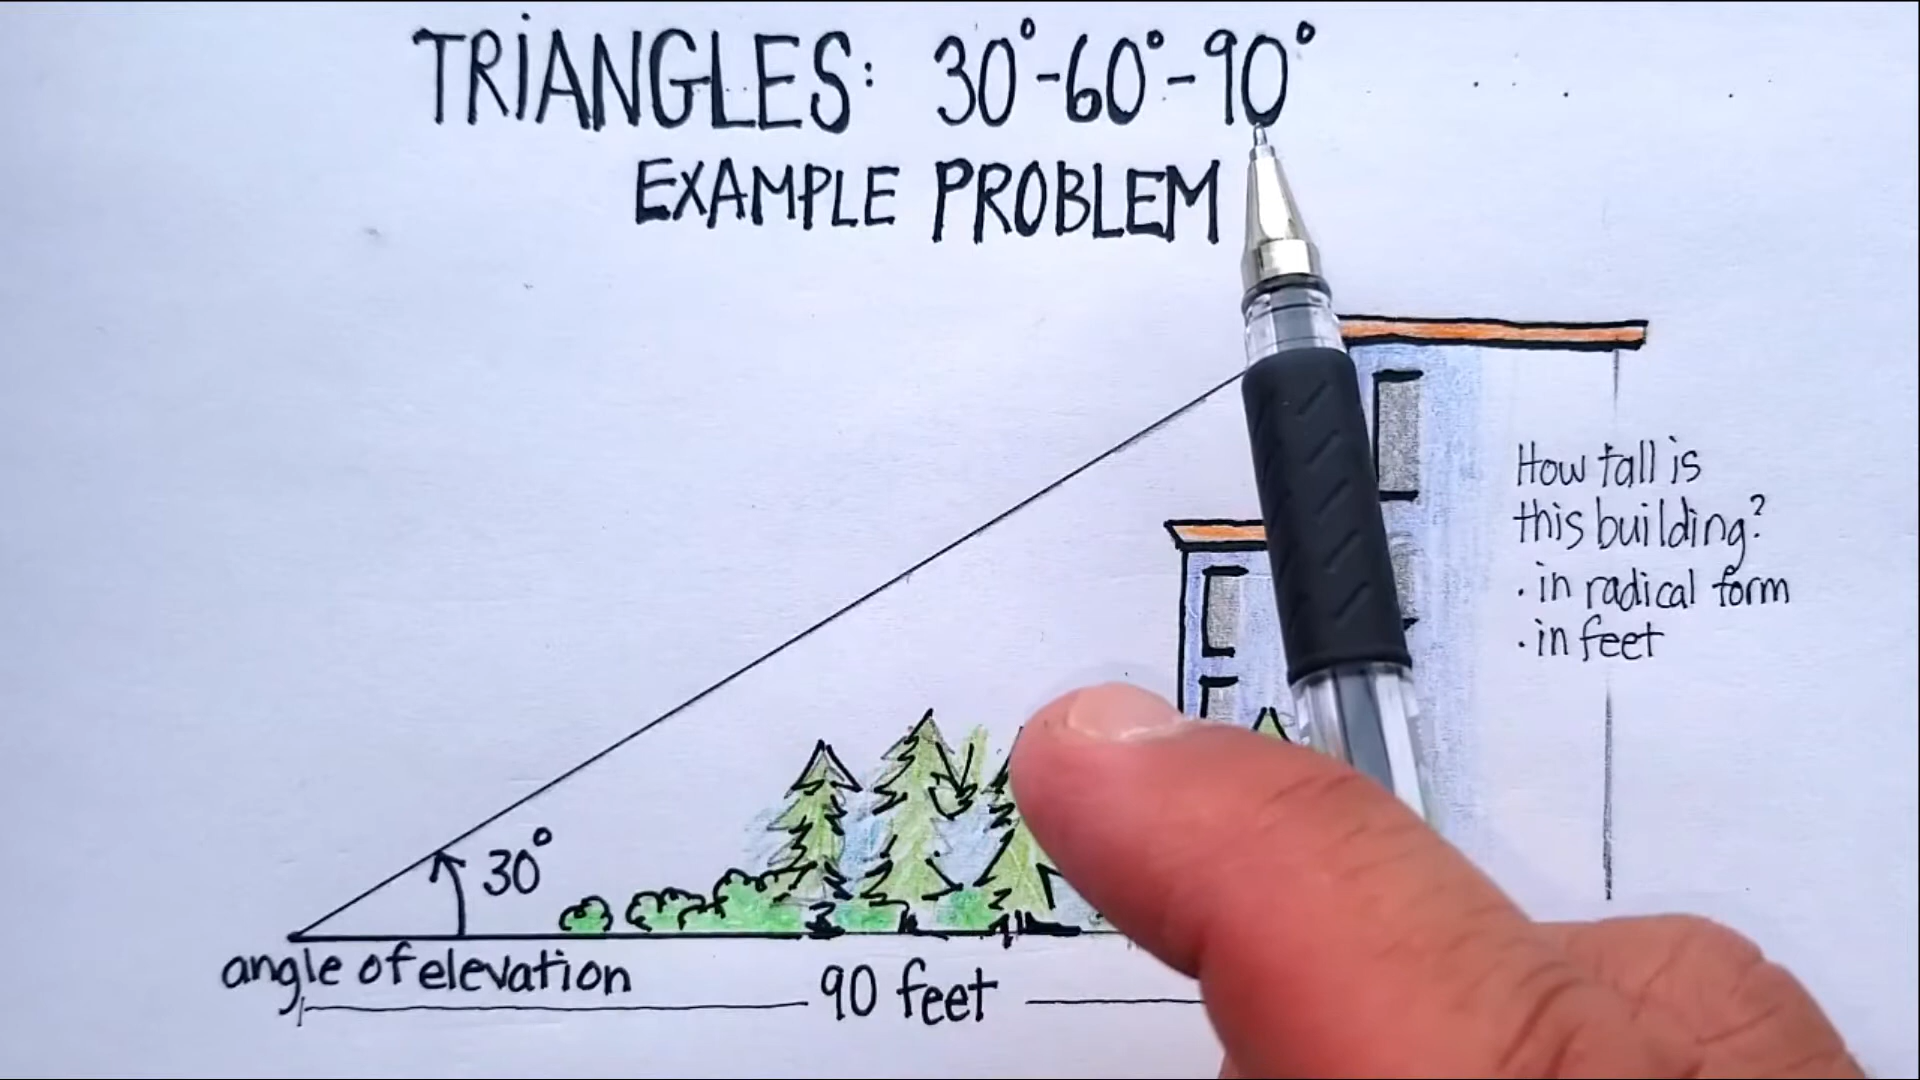 TRIANGLES: 30°-60°-90°
EXAMPLE PROBLEM
How tall is
this building?
· in radical form
· in feet
30°
angle of elevation
90 feet